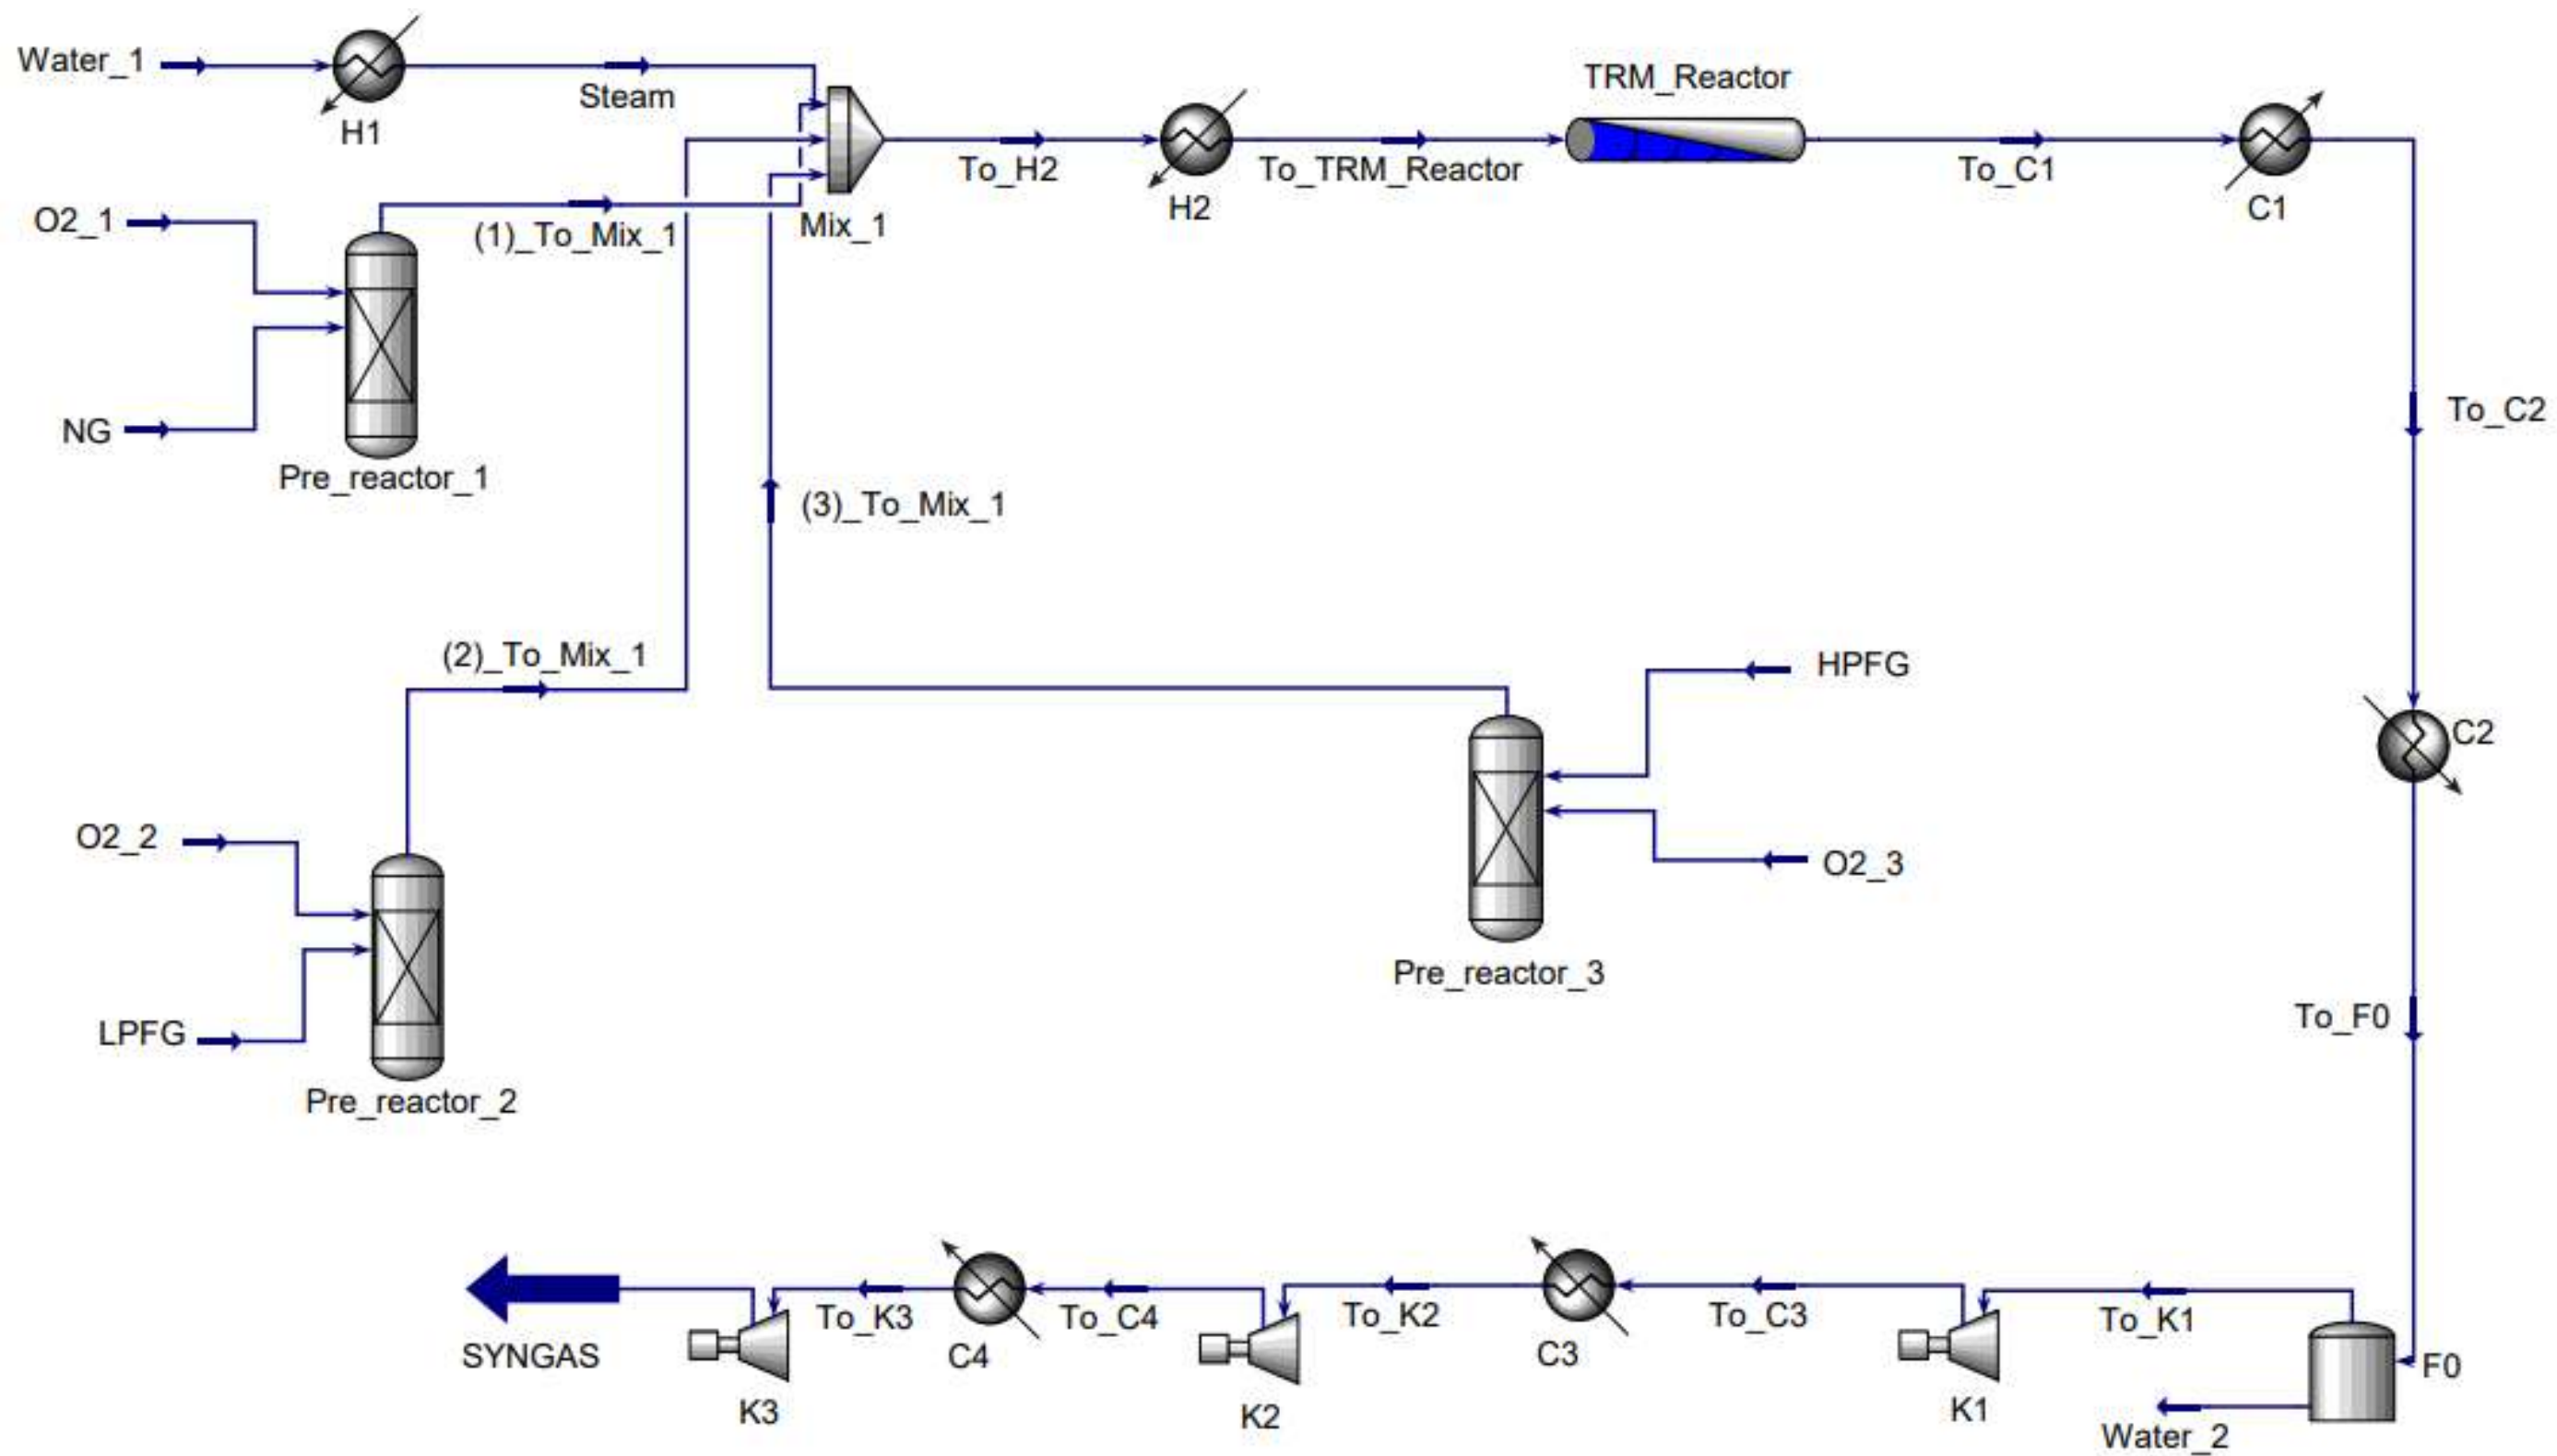 Water_1
H1
Steam
TRM_Reactor
To_H2
H2
To_TRM_Reactor
To_C1
C1
O2_1
(1)_To_Mix_1
Mix_1
NG
Pre_reactor_1
To_C2
(3)_To_Mix_1
(2)_To_Mix_1
HPFG
C2
O2_2
O2_3
LPFG
Pre_reactor_3
To_F0
Pre_reactor_2
SYNGAS
K3
To_K3
C4
To_C4
K2
To_K2
C3
To_C3
K1
To_K1
F0
Water_2